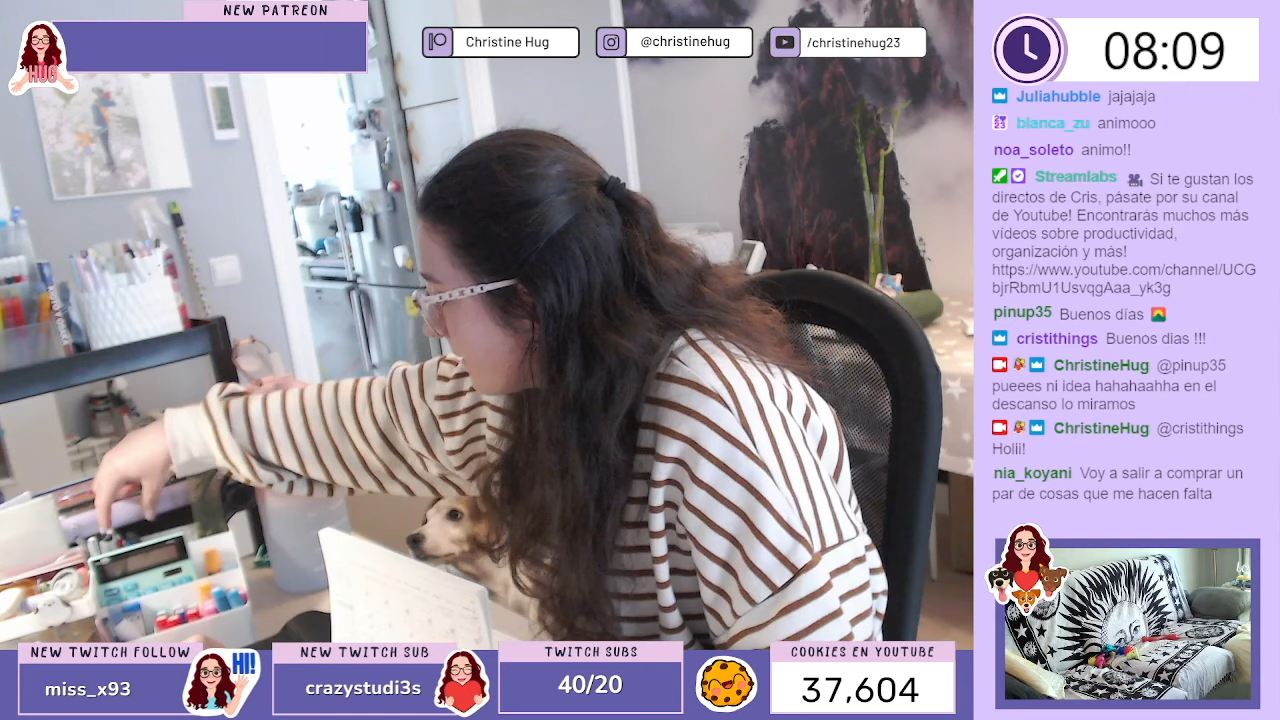 NEW PATREON
HUG
Christine Hug
@christinehug
/christinehug23
08:09
Juliahubble jajajaja
blanca_zu animooo
noa_soleto animo!!
Streamlabs Si te gustan los
directos de Cris, pásate por su canal
de Youtube! Encontrarás muchos más
vídeos sobre productividad,
organización y más!
https://www.youtube.com/channel/UCG
bjrRbmU1UsvqgAaa_yk3g
pinup35 Buenos días
cristithings Buenos dias !!!
ChristineHug @pinup35
pueees ni idea hahahaahha en el
descanso lo miramos
ChristineHug @cristithings
Holii!
nia_koyani Voy a salir a comprar un
par de cosas que me hacen falta
NEW TWITCH FOLLOW
miss_x93
HI!
NEW TWITCH SUB
crazystudi3s
TWITCH SUBS
40/20
COOKIES EN YOUTUBE
37,604